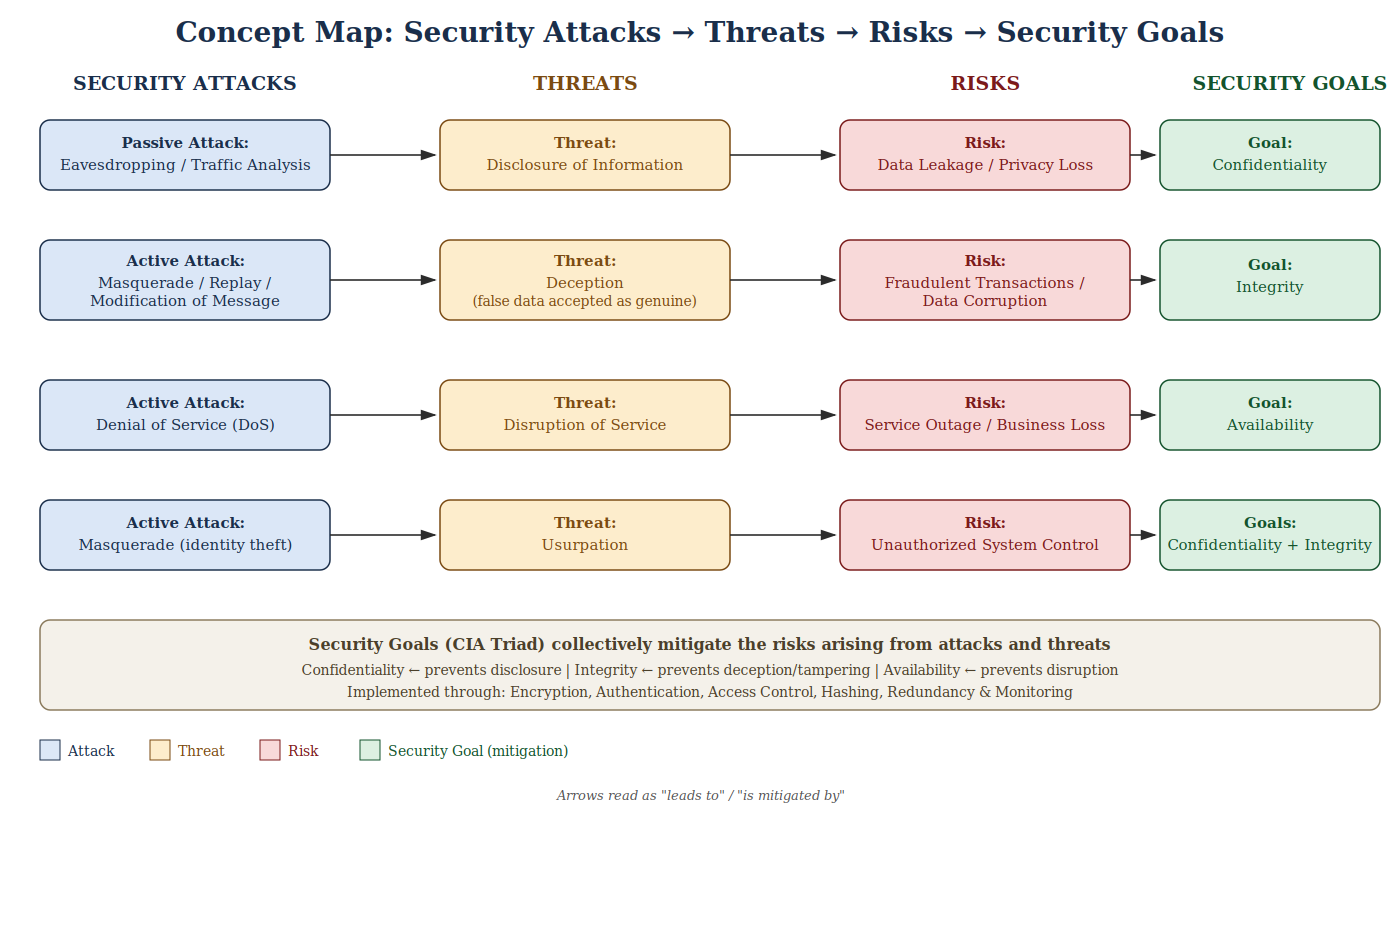 Concept Map: Security Attacks → Threats → Risks → Security Goals
SECURITY ATTACKS
THREATS
RISKS
SECURITY GOALS
Passive Attack:
Eavesdropping / Traffic Analysis
Threat:
Disclosure of Information
Risk:
Data Leakage / Privacy Loss
Goal:
Confidentiality
Active Attack:
Masquerade / Replay /
Modification of Message
Threat:
Deception
(false data accepted as genuine)
Risk:
Fraudulent Transactions /
Data Corruption
Goal:
Integrity
Active Attack:
Denial of Service (DoS)
Threat:
Disruption of Service
Risk:
Service Outage / Business Loss
Goal:
Availability
Active Attack:
Masquerade (identity theft)
Threat:
Usurpation
Risk:
Unauthorized System Control
Goals:
Confidentiality + Integrity
Security Goals (CIA Triad) collectively mitigate the risks arising from attacks and threats
Confidentiality ← prevents disclosure | Integrity ← prevents deception/tampering | Availability ← prevents disruption
Implemented through: Encryption, Authentication, Access Control, Hashing, Redundancy & Monitoring
Attack
Threat
Risk
Security Goal (mitigation)
Arrows read as "leads to" / "is mitigated by"